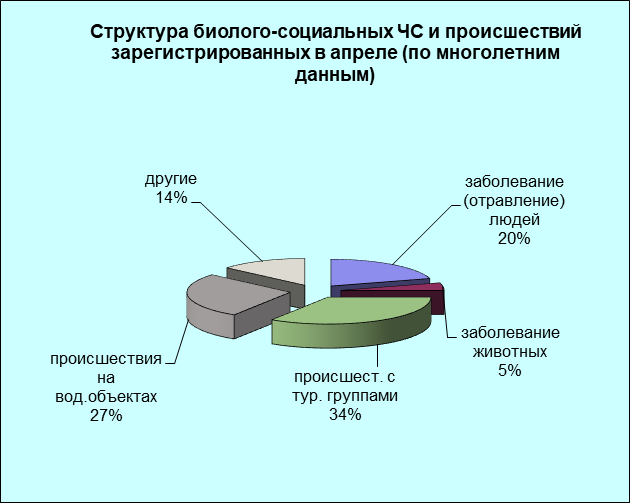 Структура биолого-социальных ЧС и происшествий
зарегистрированных в апреле (по многолетним
данным)
другие
14%
заболевание
(отравление)
людей
20%
заболевание
животных
5%
происшест. с
тур. группами
34%
происшествия
на
вод.объектах
27%